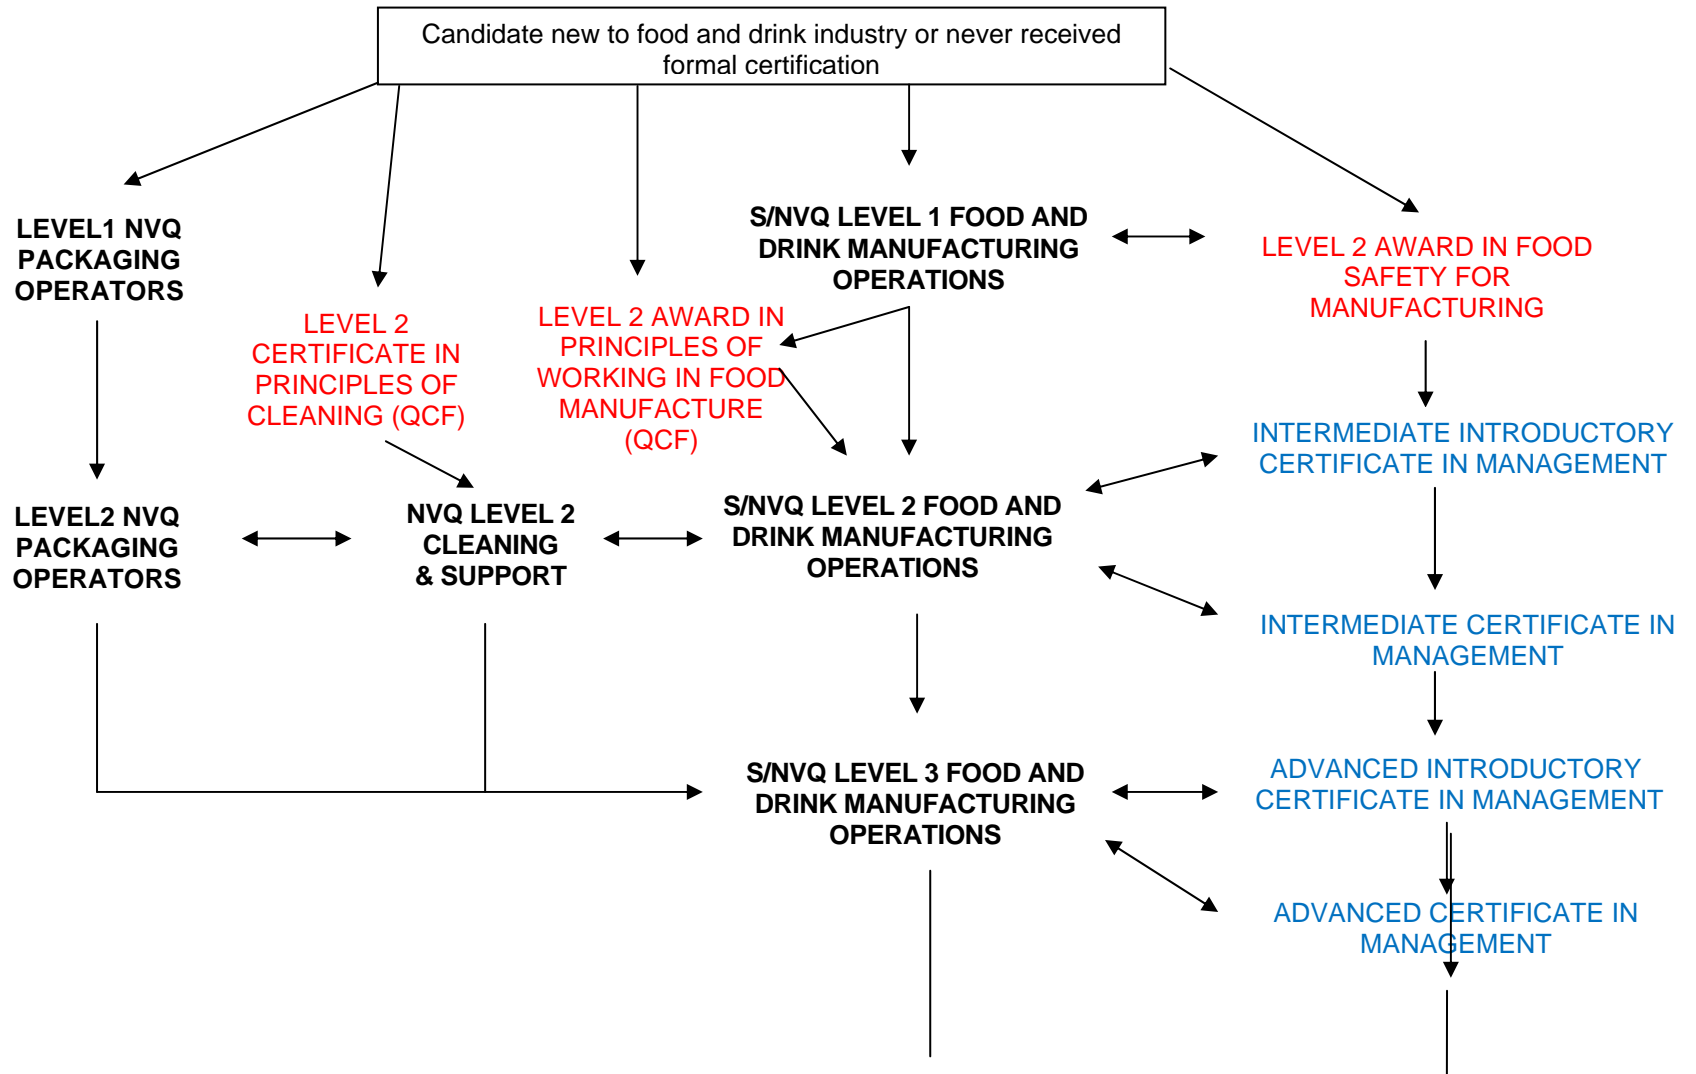 Candidate new to food and drink industry or never received
formal certification
LEVEL1 NVQ
PACKAGING
OPERATORS
S/NVQ LEVEL 1 FOOD AND
DRINK MANUFACTURING
OPERATIONS
LEVEL 2 AWARD IN FOOD
SAFETY FOR
MANUFACTURING
LEVEL 2
CERTIFICATE IN
PRINCIPLES OF
CLEANING (QCF)
LEVEL 2 AWARD IN
PRINCIPLES OF
WORKING IN FOOD
MANUFACTURE
(QCF)
INTERMEDIATE INTRODUCTORY
CERTIFICATE IN MANAGEMENT
LEVEL2 NVQ
PACKAGING
OPERATORS
NVQ LEVEL 2
CLEANING
& SUPPORT
S/NVQ LEVEL 2 FOOD AND
DRINK MANUFACTURING
OPERATIONS
INTERMEDIATE CERTIFICATE IN
MANAGEMENT
S/NVQ LEVEL 3 FOOD AND
DRINK MANUFACTURING
OPERATIONS
ADVANCED INTRODUCTORY
CERTIFICATE IN MANAGEMENT
ADVANCED CERTIFICATE IN
MANAGEMENT